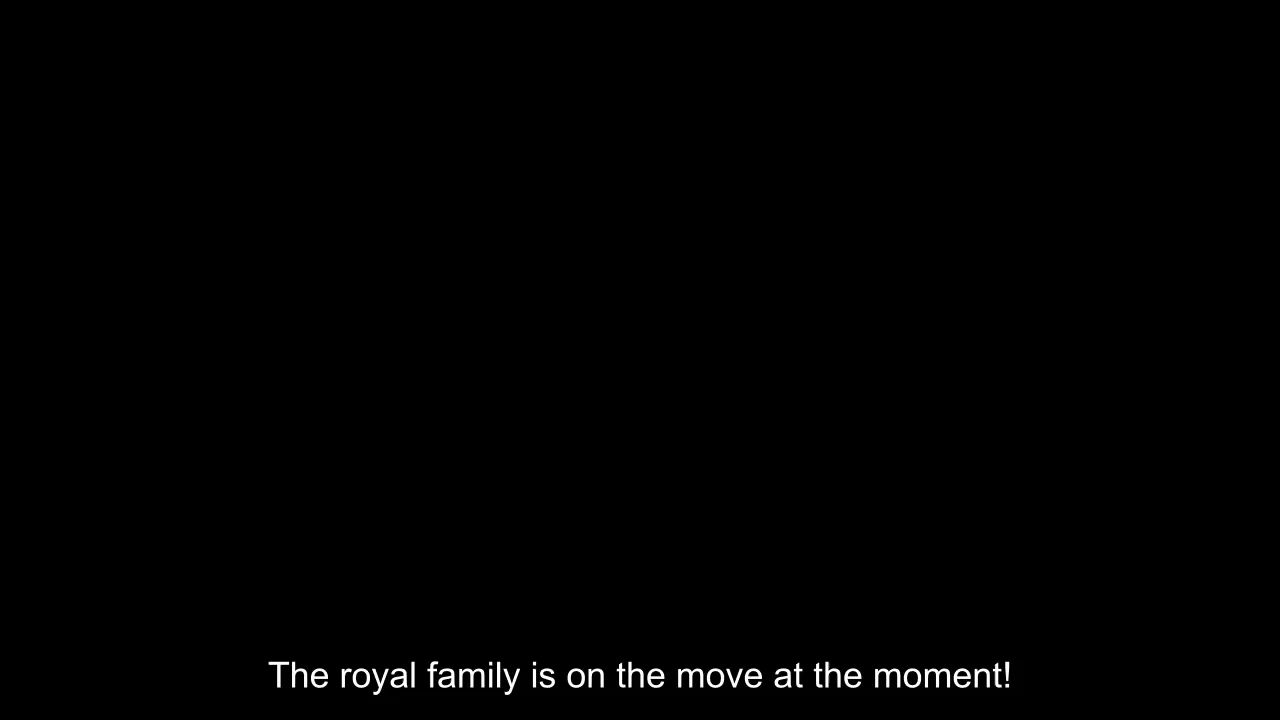 The royal family is on the move at the moment!